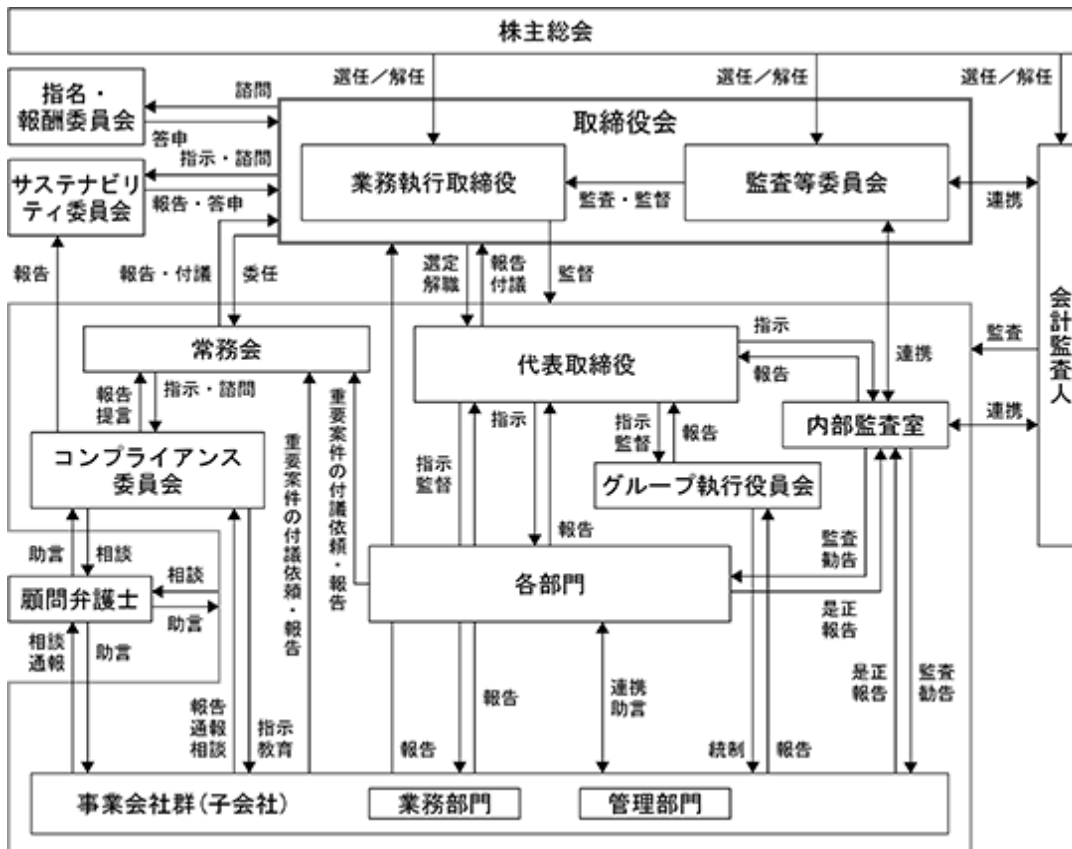 株主総会
選任／解任
選任／解任
選任／解任
指名・
報酬委員会
諮問
答申
取締役会
サステナビリ
ティ委員会
指示・諮問
報告・答申
業務執行取締役
監査・監督
監査等委員会
連携
会計監査人
報告
報告・付議
委任
選定
解職
報告
付議
監督
連携
監査
常務会
代表取締役
指示
報告
報告
提言
指示・諮問
重要案件の付議依頼・報告
重要案件の付議依頼・報告
指示
監督
指示
指示
監督
報告
内部監査室
連携
コンプライアンス
委員会
グループ執行役員会
報告
監査
勧告
助言
相談
各部門
顧問弁護士
相談
助言
是正
報告
相談
通報
助言
報告
通報
相談
指示
教育
報告
報告
連携
助言
統制
報告
是正
報告
監査
勧告
事業会社群（子会社）
業務部門
管理部門